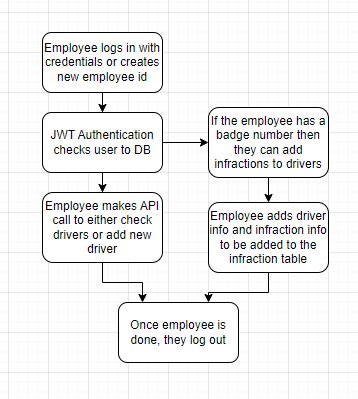 Employee logs in with
credentials or creates
new employee id
JWT Authentication
checks user to DB
If the employee has a
badge number then
they can add
infractions to drivers
Employee makes API
call to either check
drivers or add new
driver
Employee adds driver
info and infraction info
to be added to the
infraction table
Once employee is
done, they log out